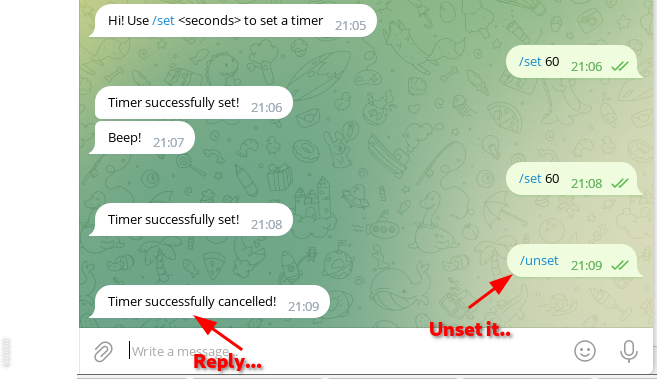 Hi! Use /set <seconds> to set a timer 21:05
/set 60 21:06
Timer successfully set! 21:06
Beep! 21:07
/set 60 21:08
Timer successfully set! 21:08
/unset 21:09
Timer successfully cancelled! 21:09
Unset it..
Write a message...
Reply...